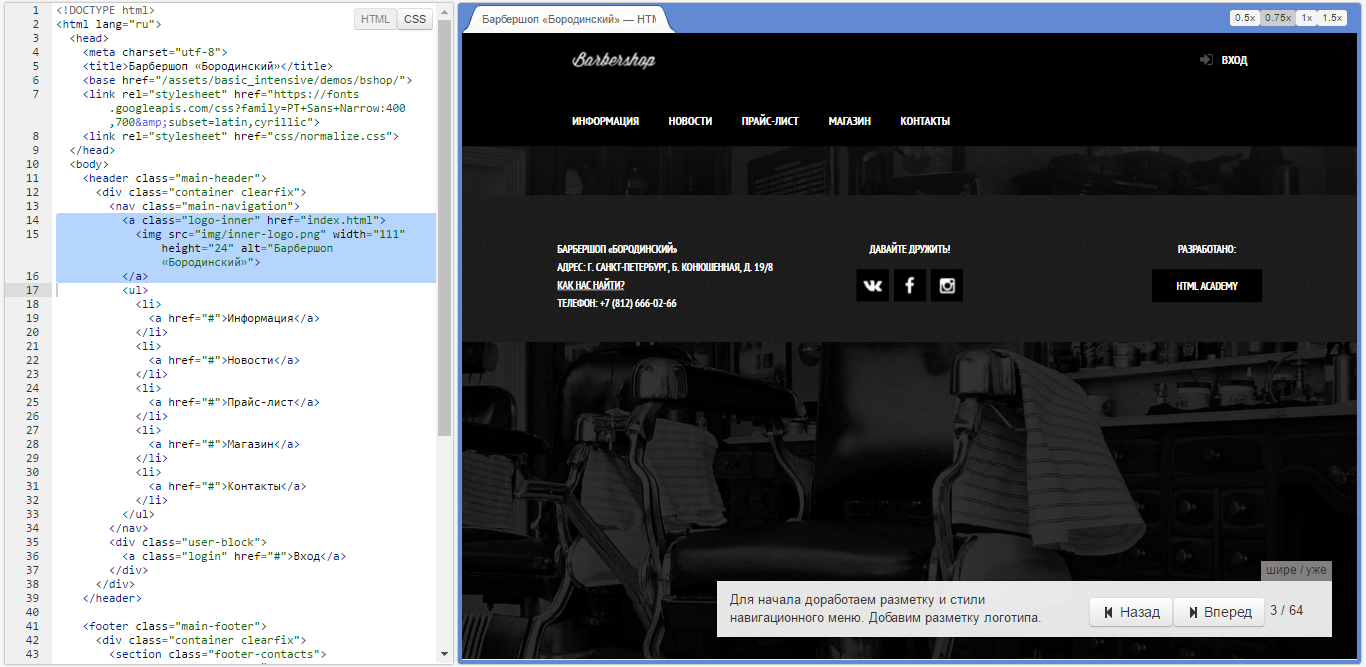 HTML CSS
1 <!DOCTYPE html>
2 <html lang="ru">
3 <head>
4 <meta charset="utf-8">
5 <title>Барбершоп «Бородинский»</title>
6 <base href="/assets/basic_intensive/demos/bshop/">
7 <link rel="stylesheet" href="https://fonts
.googleapis.com/css?family=PT+Sans+Narrow:400
,700&amp;subset=latin,cyrillic">
8 <link rel="stylesheet" href="css/normalize.css">
9 </head>
10 <body>
11 <header class="main-header">
12 <div class="container clearfix">
13 <nav class="main-navigation">
14 <a class="logo-inner" href="index.html">
15 <img src="img/inner-logo.png" width="111"
height="24" alt="Барбершоп
«Бородинский»">
16 </a>
17 <ul>
18 <li>
19 <a href="#">Информация</a>
20 </li>
21 <li>
22 <a href="#">Новости</a>
23 </li>
24 <li>
25 <a href="#">Прайс-лист</a>
26 </li>
27 <li>
28 <a href="#">Магазин</a>
29 </li>
30 <li>
31 <a href="#">Контакты</a>
32 </li>
33 </ul>
34 </nav>
35 <div class="user-block">
36 <a class="login" href="#">Вход</a>
37 </div>
38 </div>
39 </header>
40
41 <footer class="main-footer">
42 <div class="container clearfix">
43 <section class="footer-contacts">
Барбершоп «Бородинский» — HTM
0.5x 0.75x 1x 1.5x
Barbershop
ВХОД
ИНФОРМАЦИЯ НОВОСТИ ПРАЙС-ЛИСТ МАГАЗИН КОНТАКТЫ
БАРБЕРШОП «БОРОДИНСКИЙ»
АДРЕС: Г. САНКТ-ПЕТЕРБУРГ, Б. КОНЮШЕННАЯ, Д. 19/8
КАК НАС НАЙТИ?
ТЕЛЕФОН: +7 (812) 666-02-66
ДАВАЙТЕ ДРУЖИТЬ!
РАЗРАБОТАНО:
HTML ACADEMY
шире / уже
Для начала доработаем разметку и стили
навигационного меню. Добавим разметку логотипа.
Назад Вперед 3 / 64